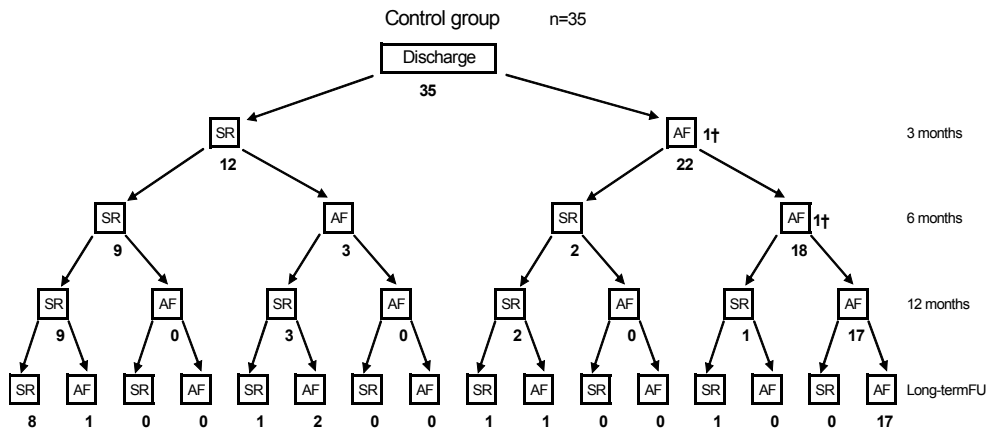 Control group n=35
Discharge
35
SR AF 1† 3 months
12 22
SR AF SR AF 1† 6 months
9 3 2 18
SR AF SR AF SR AF SR AF 12 months
9 0 3 0 2 0 1 17
SR AF SR AF SR AF SR AF SR AF SR AF SR AF SR AF Long-termFU
8 1 0 0 1 2 0 0 1 1 0 0 1 0 0 17